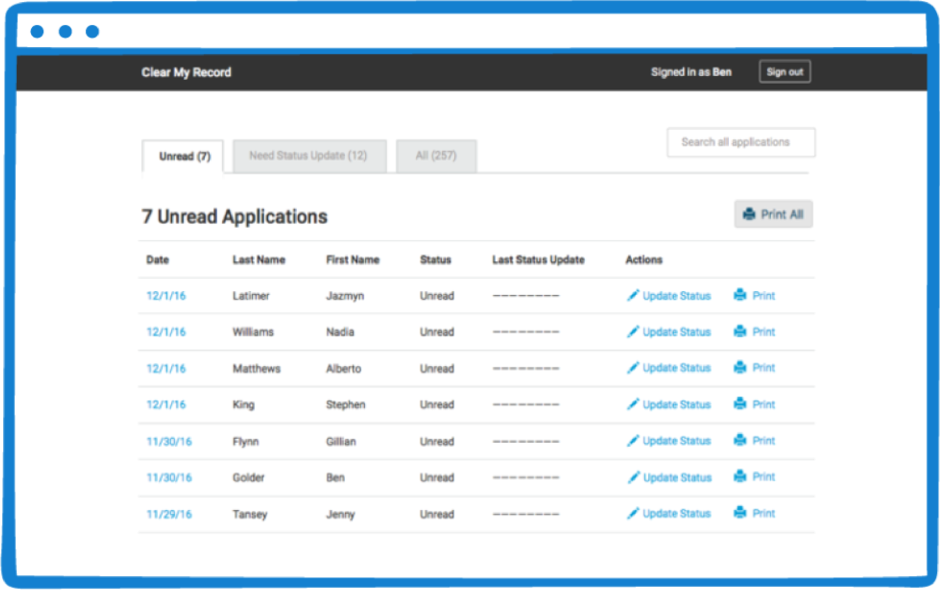 Clear My Record Signed in as Ben Sign out
Search all applications
Unread (7) Need Status Update (12) All (257)
7 Unread Applications Print All
Date Last Name First Name Status Last Status Update Actions
12/1/16 Latimer Jazmyn Unread –––––––– Update Status Print
12/1/16 Williams Nadia Unread –––––––– Update Status Print
12/1/16 Matthews Alberto Unread –––––––– Update Status Print
12/1/16 King Stephen Unread –––––––– Update Status Print
11/30/16 Flynn Gillian Unread –––––––– Update Status Print
11/30/16 Golder Ben Unread –––––––– Update Status Print
11/29/16 Tansey Jenny Unread –––––––– Update Status Print